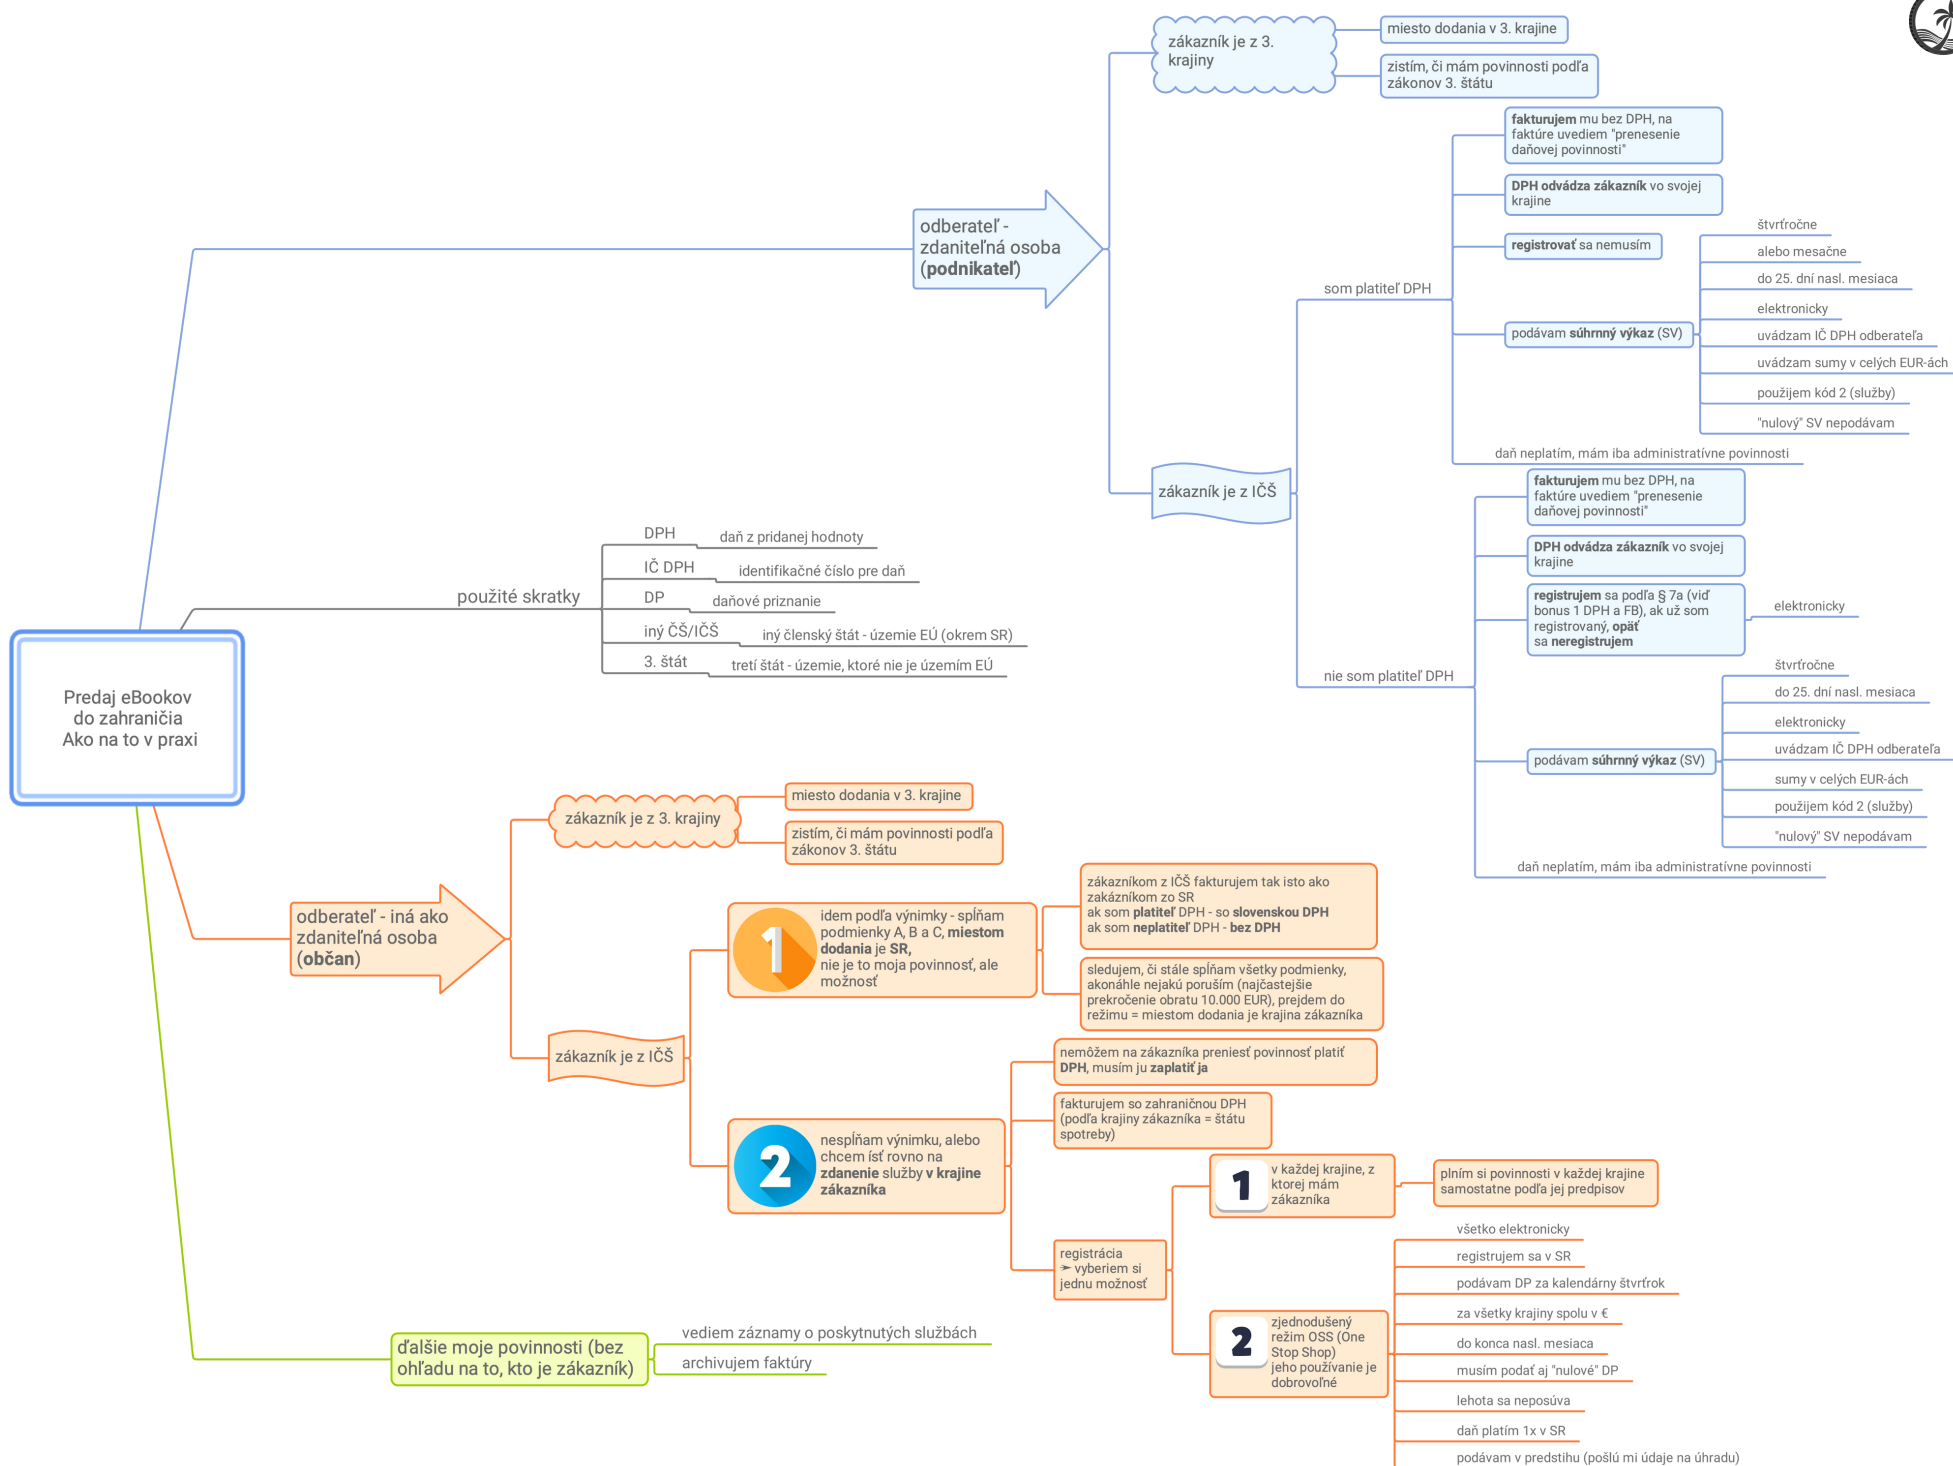 Predaj eBookov
do zahraničia
Ako na to v praxi
odberateľ -
zdaniteľná osoba
(podnikateľ)
zákazník je z 3.
krajiny
miesto dodania v 3. krajine
zistím, či mám povinnosti podľa
zákonov 3. štátu
zákazník je z IČŠ
som platiteľ DPH
fakturujem mu bez DPH, na
faktúre uvediem "prenesenie
daňovej povinnosti"
DPH odvádza zákazník vo svojej
krajine
registrovať sa nemusím
podávam súhrnný výkaz (SV)
štvrťročne
alebo mesačne
do 25. dní nasl. mesiaca
elektronicky
uvádzam IČ DPH odberateľa
uvádzam sumy v celých EUR-ách
použijem kód 2 (služby)
"nulový" SV nepodávam
daň neplatím, mám iba administratívne povinnosti
nie som platiteľ DPH
fakturujem mu bez DPH, na
faktúre uvediem "prenesenie
daňovej povinnosti"
DPH odvádza zákazník vo svojej
krajine
registrujem sa podľa § 7a (viď
bonus 1 DPH a FB), ak už som
registrovaný, opäť
sa neregistrujem
elektronicky
podávam súhrnný výkaz (SV)
štvrťročne
do 25. dní nasl. mesiaca
elektronicky
uvádzam IČ DPH odberateľa
sumy v celých EUR-ách
použijem kód 2 (služby)
"nulový" SV nepodávam
daň neplatím, mám iba administratívne povinnosti
použité skratky
DPH
daň z pridanej hodnoty
IČ DPH
identifikačné číslo pre daň
DP
daňové priznanie
iný ČŠ/IČŠ
iný členský štát - územie EÚ (okrem SR)
3. štát
tretí štát - územie, ktoré nie je územím EÚ
odberateľ - iná ako
zdaniteľná osoba
(občan)
zákazník je z 3. krajiny
miesto dodania v 3. krajine
zistím, či mám povinnosti podľa
zákonov 3. štátu
zákazník je z IČŠ
1
idem podľa výnimky - spĺňam
podmienky A, B a C, miestom
dodania je SR,
nie je to moja povinnosť, ale
možnosť
zákazníkom z IČŠ fakturujem tak isto ako
zakázníkom zo SR
ak som platiteľ DPH - so slovenskou DPH
ak som neplatiteľ DPH - bez DPH
sledujem, či stále spĺňam všetky podmienky,
akonáhle nejakú poruším (najčastejšie
prekročenie obratu 10.000 EUR), prejdem do
režimu = miestom dodania je krajina zákazníka
2
nespĺňam výnimku, alebo
chcem ísť rovno na
zdanenie služby v krajine
zákazníka
nemôžem na zákazníka preniesť povinnosť platiť
DPH, musím ju zaplatiť ja
fakturujem so zahraničnou DPH
(podľa krajiny zákazníka = štátu
spotreby)
registrácia
➛ vyberiem si
jednu možnosť
1
v každej krajine, z
ktorej mám
zákazníka
plním si povinnosti v každej krajine
samostatne podľa jej predpisov
2
zjednodušený
režim OSS (One
Stop Shop)
jeho používanie je
dobrovoľné
všetko elektronicky
registrujem sa v SR
podávam DP za kalendárny štvrťrok
za všetky krajiny spolu v €
do konca nasl. mesiaca
musím podať aj "nulové" DP
lehota sa neposúva
daň platím 1x v SR
podávam v predstihu (pošlú mi údaje na úhradu)
ďalšie moje povinnosti (bez
ohľadu na to, kto je zákazník)
vediem záznamy o poskytnutých službách
archivujem faktúry